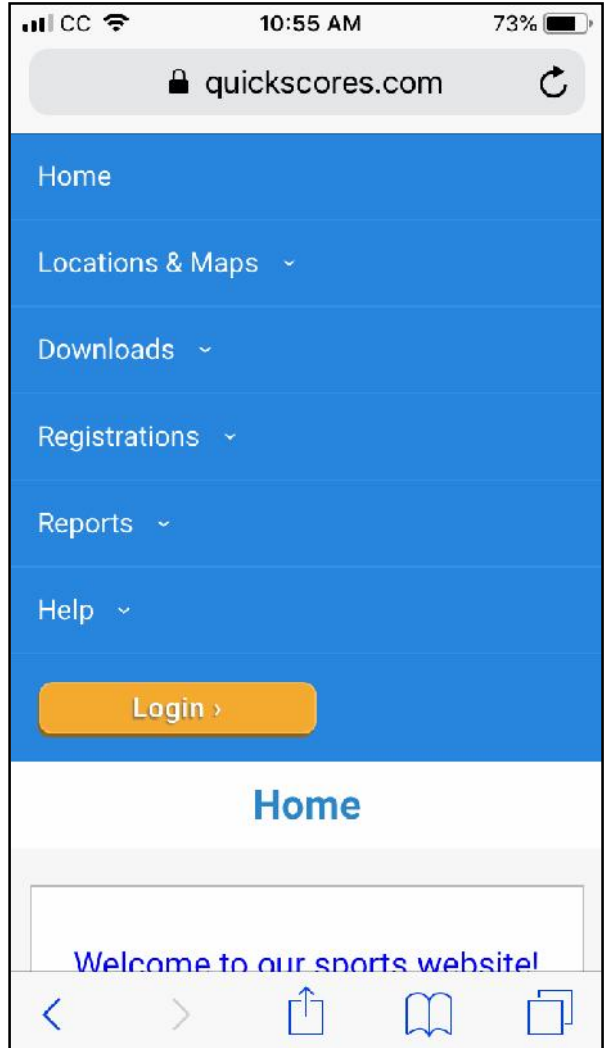 CC 10:55 AM 73%
quickscores.com
Home
Locations & Maps
Downloads
Registrations
Reports
Help
Login ›
Home
Welcome to our sports website!